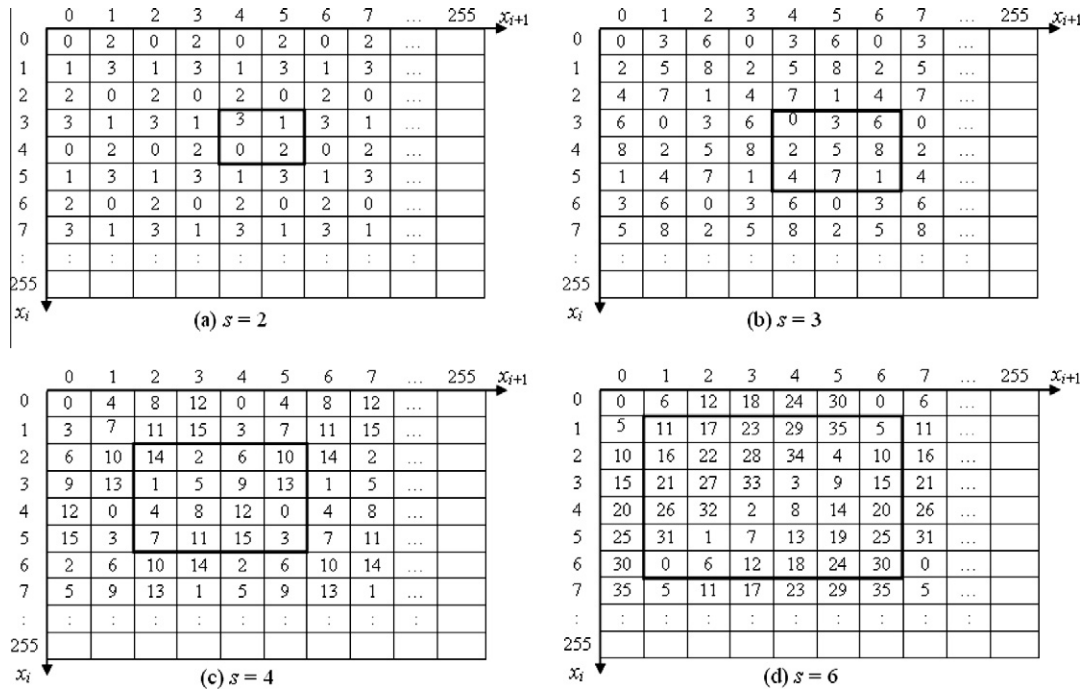 0 1 2 3 4 5 6 7 ... 255 xi+1
0 0 2 0 2 0 2 0 2 ...
1 1 3 1 3 1 3 1 3 ...
2 2 0 2 0 2 0 2 0 ...
3 3 1 3 1 3 1 3 1 ...
4 0 2 0 2 0 2 0 2 ...
5 1 3 1 3 1 3 1 3 ...
6 2 0 2 0 2 0 2 0 ...
7 3 1 3 1 3 1 3 1 ...
: : : : : : : : :
255
xi
(a) s = 2
0 1 2 3 4 5 6 7 ... 255 xi+1
0 0 3 6 0 3 6 0 3 ...
1 2 5 8 2 5 8 2 5 ...
2 4 7 1 4 7 1 4 7 ...
3 6 0 3 6 0 3 6 0 ...
4 8 2 5 8 2 5 8 2 ...
5 1 4 7 1 4 7 1 4 ...
6 3 6 0 3 6 0 3 6 ...
7 5 8 2 5 8 2 5 8 ...
: : : : : : : : :
255
xi
(b) s = 3
0 1 2 3 4 5 6 7 ... 255 xi+1
0 0 4 8 12 0 4 8 12 ...
1 3 7 11 15 3 7 11 15 ...
2 6 10 14 2 6 10 14 2 ...
3 9 13 1 5 9 13 1 5 ...
4 12 0 4 8 12 0 4 8 ...
5 15 3 7 11 15 3 7 11 ...
6 2 6 10 14 2 6 10 14 ...
7 5 9 13 1 5 9 13 1 ...
: : : : : : : : :
255
xi
(c) s = 4
0 1 2 3 4 5 6 7 ... 255 xi+1
0 0 6 12 18 24 30 0 6 ...
1 5 11 17 23 29 35 5 11 ...
2 10 16 22 28 34 4 10 16 ...
3 15 21 27 33 3 9 15 21 ...
4 20 26 32 2 8 14 20 26 ...
5 25 31 1 7 13 19 25 31 ...
6 30 0 6 12 18 24 30 0 ...
7 35 5 11 17 23 29 35 5 ...
: : : : : : : : :
255
xi
(d) s = 6